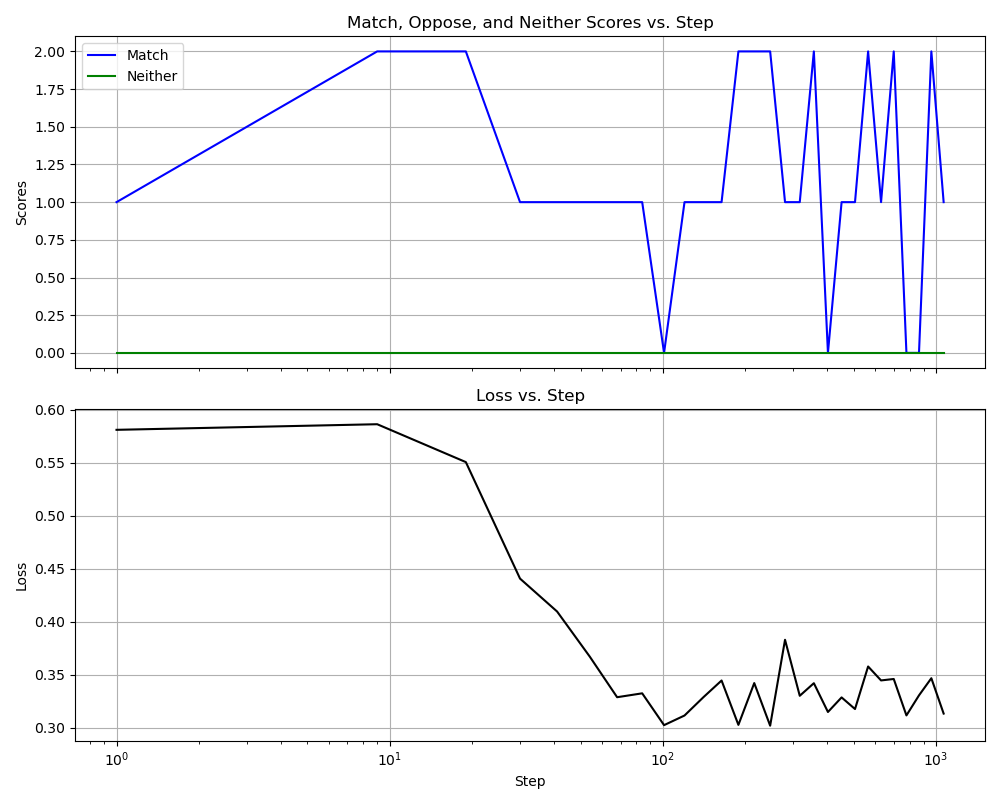 Match, Oppose, and Neither Scores vs. Step
2.00
1.75
1.50
1.25
1.00
0.75
0.50
0.25
0.00
Scores
Match
Neither
Loss vs. Step
0.60
0.55
0.50
0.45
0.40
0.35
0.30
Loss
10⁰
10¹
10²
10³
Step